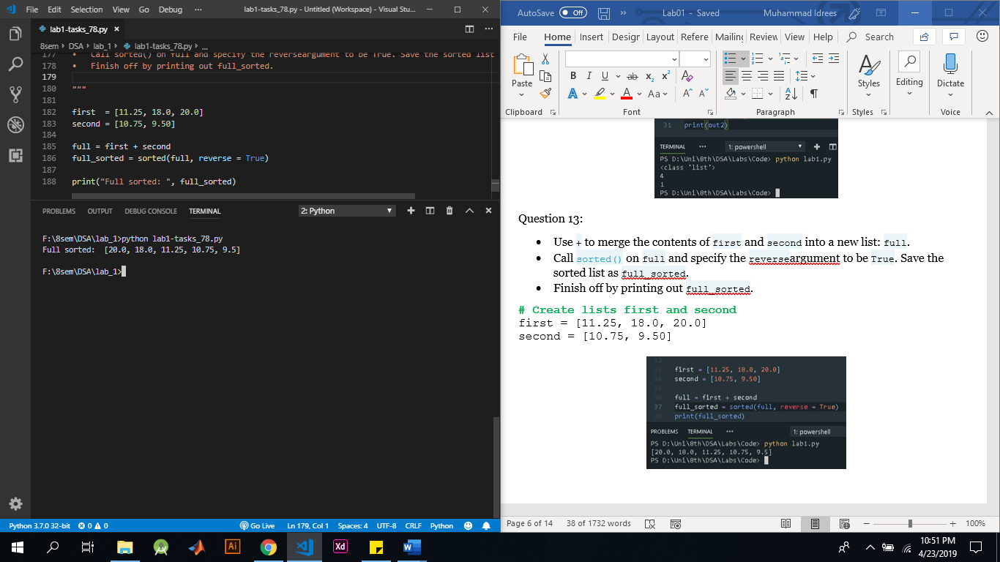 File Edit Selection View Go Debug ··· lab1-tasks_78.py - Untitled (Workspace) - Visual Stu...
lab1-tasks_78.py ×
8sem › DSA › lab_1 › lab1-tasks_78.py › ...
177 • Call sorted() on full and specify the reverseargument to be True. Save the sorted list
178 • Finish off by printing out full_sorted.
179
180 """
181
182 first  = [11.25, 18.0, 20.0]
183 second = [10.75, 9.50]
184
185 full = first + second
186 full_sorted = sorted(full, reverse = True)
187
188 print("Full sorted: ", full_sorted)
PROBLEMS OUTPUT DEBUG CONSOLE TERMINAL 2: Python
F:\8sem\DSA\lab_1>python lab1-tasks_78.py
Full sorted:  [20.0, 18.0, 11.25, 10.75, 9.5]
F:\8sem\DSA\lab_1>
Python 3.7.0 32-bit 0 0 Go Live Ln 179, Col 1 Spaces: 4 UTF-8 CRLF Python
AutoSave Off » Lab01 - Saved Muhammad Idrees
File Home Insert Desigr Layout Refere Mailing Review View Help Search
Paste
B I U ab x₂ x² A
A A Aa A A
Styles Editing Dictate
Clipboard Font Paragraph Styles Voice
31 print(out2)
TERMINAL ··· 1: powershell
PS D:\Uni\8th\DSA\Labs\Code> python lab1.py
<class 'list'>
4
1
PS D:\Uni\8th\DSA\Labs\Code>
Question 13:
• Use + to merge the contents of first and second into a new list: full.
• Call sorted() on full and specify the reverseargument to be True. Save the
sorted list as full_sorted.
• Finish off by printing out full_sorted.
# Create lists first and second
first = [11.25, 18.0, 20.0]
second = [10.75, 9.50]
33 first = [11.25, 18.0, 20.0]
34 second = [10.75, 9.50]
35
36 full = first + second
37 full_sorted = sorted(full, reverse = True)
38 print(full_sorted)
PROBLEMS TERMINAL ··· 1: powershell
PS D:\Uni\8th\DSA\Labs\Code> python lab1.py
[20.0, 18.0, 11.25, 10.75, 9.5]
PS D:\Uni\8th\DSA\Labs\Code>
Page 6 of 14 38 of 1732 words 100%
Ai Xd W
10:51 PM
4/23/2019